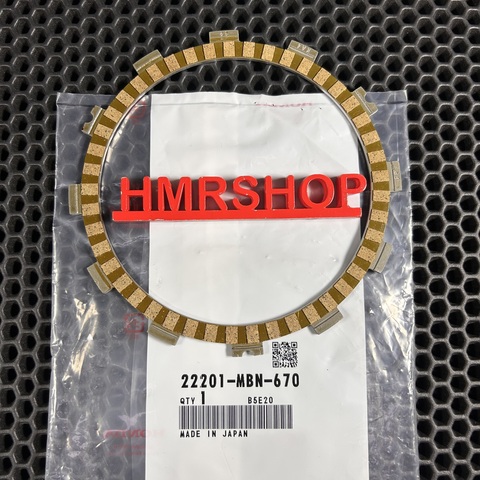 HMRSHOP
22201-MBN-670
QTY 1 B5E20
MADE IN JAPAN